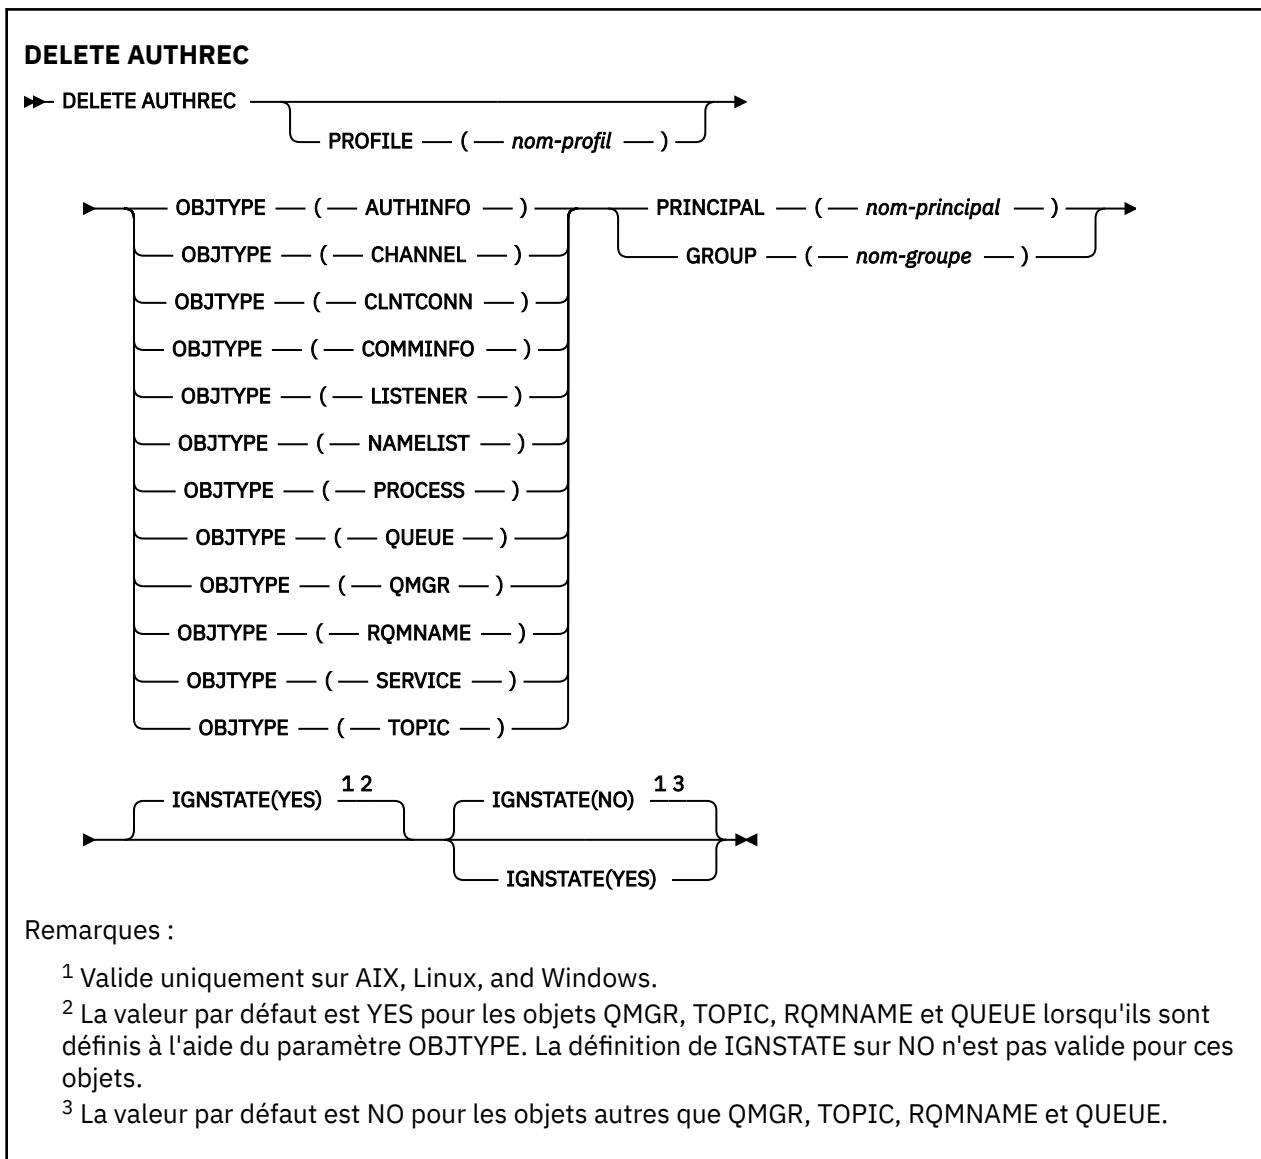 DELETE AUTHREC
DELETE AUTHREC
PROFILE ( nom-profil )
OBJTYPE ( AUTHINFO ) PRINCIPAL ( nom-principal )
OBJTYPE ( CHANNEL ) GROUP ( nom-groupe )
OBJTYPE ( CLNTCONN )
OBJTYPE ( COMMINFO )
OBJTYPE ( LISTENER )
OBJTYPE ( NAMELIST )
OBJTYPE ( PROCESS )
OBJTYPE ( QUEUE )
OBJTYPE ( QMGR )
OBJTYPE ( RQMNAME )
OBJTYPE ( SERVICE )
OBJTYPE ( TOPIC )
IGNSTATE(YES) 1 2 IGNSTATE(NO) 1 3
IGNSTATE(YES)
Remarques :
1 Valide uniquement sur AIX, Linux, and Windows.
2 La valeur par défaut est YES pour les objets QMGR, TOPIC, RQMNAME et QUEUE lorsqu'ils sont
définis à l'aide du paramètre OBJTYPE. La définition de IGNSTATE sur NO n'est pas valide pour ces
objets.
3 La valeur par défaut est NO pour les objets autres que QMGR, TOPIC, RQMNAME et QUEUE.